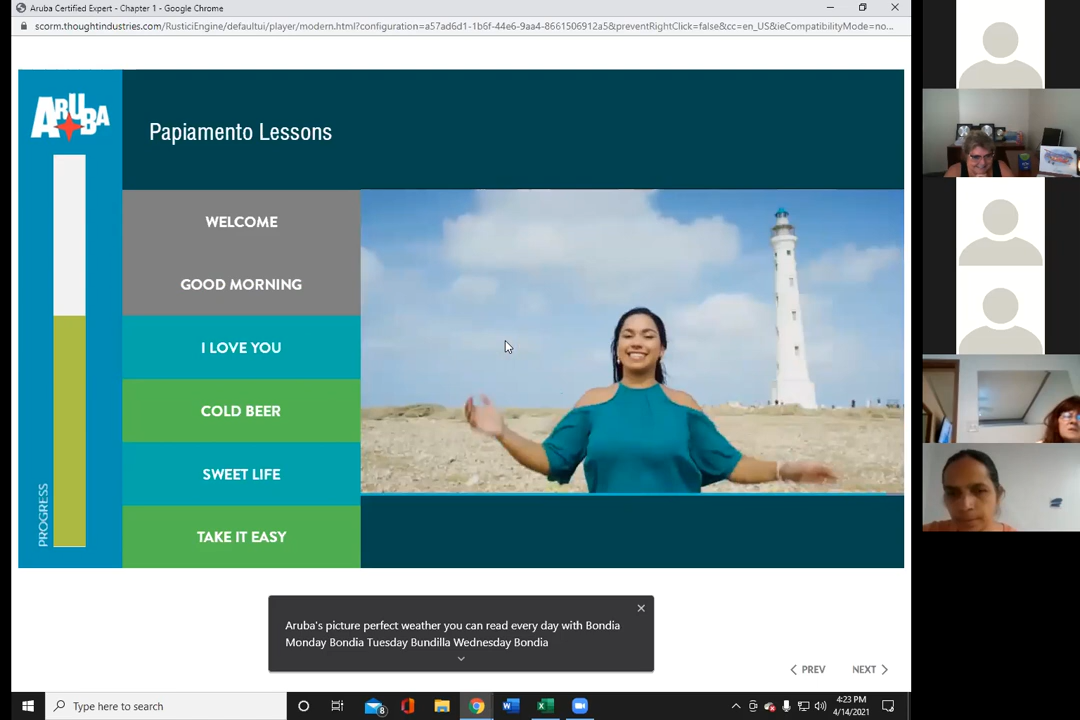 Aruba Certified Expert - Chapter 1 - Google Chrome
scorm.thoughtindustries.com/RusticiEngine/defaultui/player/modern.html?configuration=a57ad6d1-1b6f-44e6-9aa4-8661506912a5&preventRightClick=false&cc=en_US&ieCompatibilityMode=no...
ARUBA
Papiamento Lessons
WELCOME
GOOD MORNING
I LOVE YOU
COLD BEER
SWEET LIFE
TAKE IT EASY
PROGRESS
Aruba's picture perfect weather you can read every day with Bondia
Monday Bondia Tuesday Bundilla Wednesday Bondia
PREV
NEXT
Type here to search
8
4:23 PM
4/14/2021